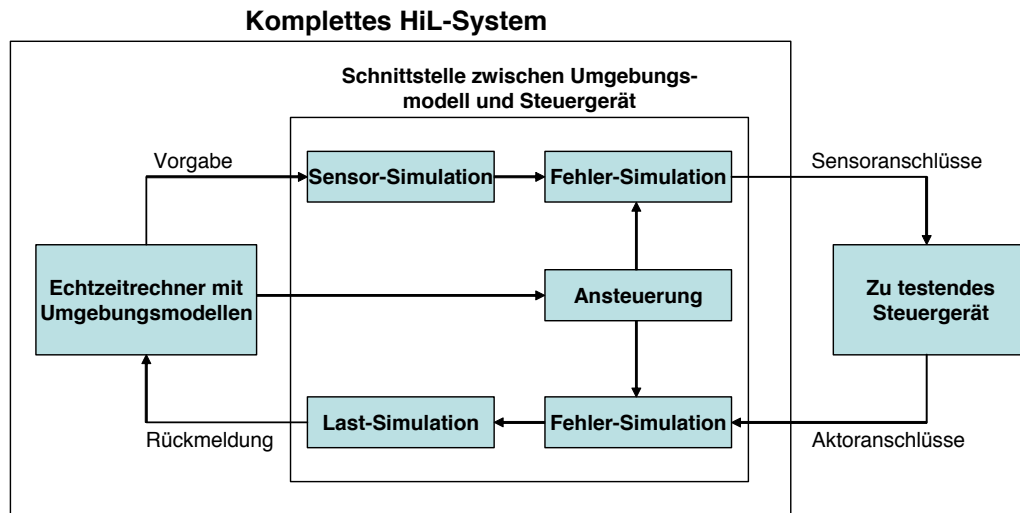 Komplettes HiL-System
Schnittstelle zwischen Umgebungs-
modell und Steuergerät
Vorgabe
Sensoranschlüsse
Sensor-Simulation
Fehler-Simulation
Echtzeitrechner mit
Umgebungsmodellen
Ansteuerung
Zu testendes
Steuergerät
Last-Simulation
Fehler-Simulation
Rückmeldung
Aktoranschlüsse